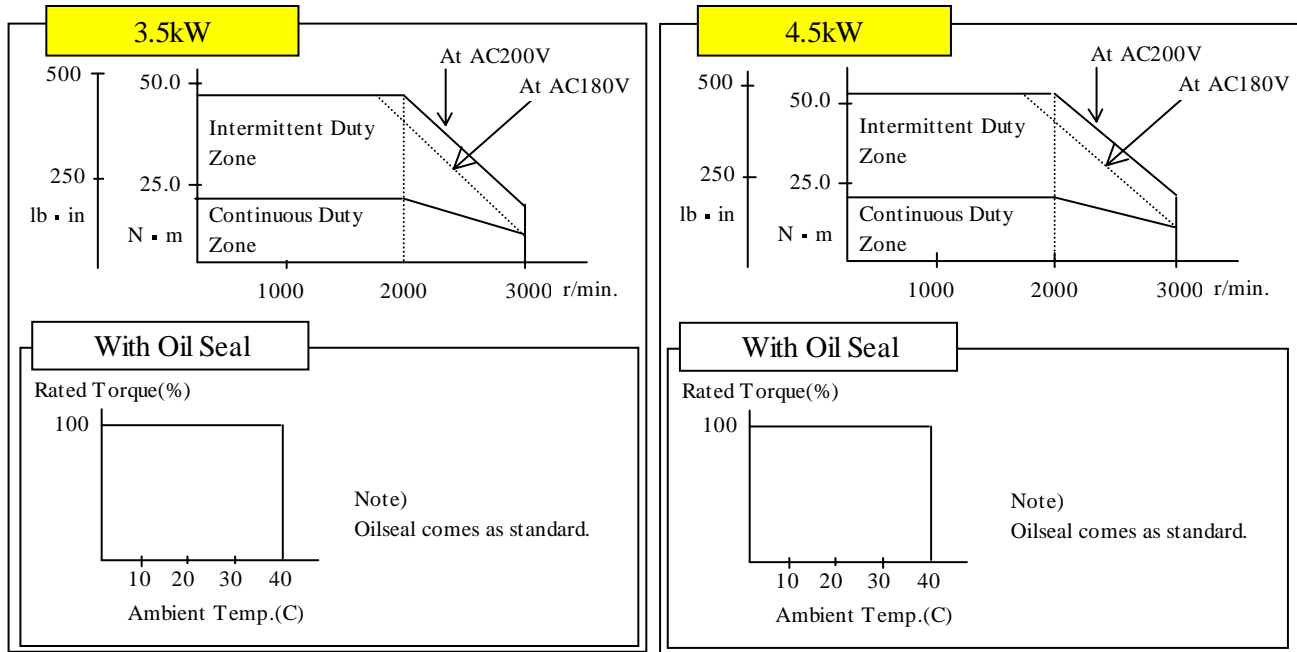 3.5kW
At AC200V
At AC180V
500
250
lb ▪ in
50.0
25.0
N ▪ m
Intermittent Duty
Zone
Continuous Duty
Zone
1000 2000 3000 r/min.
With Oil Seal
Rated Torque(%)
100
10 20 30 40
Ambient Temp.(C)
Note)
Oilseal comes as standard.
4.5kW
At AC200V
At AC180V
500
250
lb ▪ in
50.0
25.0
N ▪ m
Intermittent Duty
Zone
Continuous Duty
Zone
1000 2000 3000 r/min.
With Oil Seal
Rated Torque(%)
100
10 20 30 40
Ambient Temp.(C)
Note)
Oilseal comes as standard.